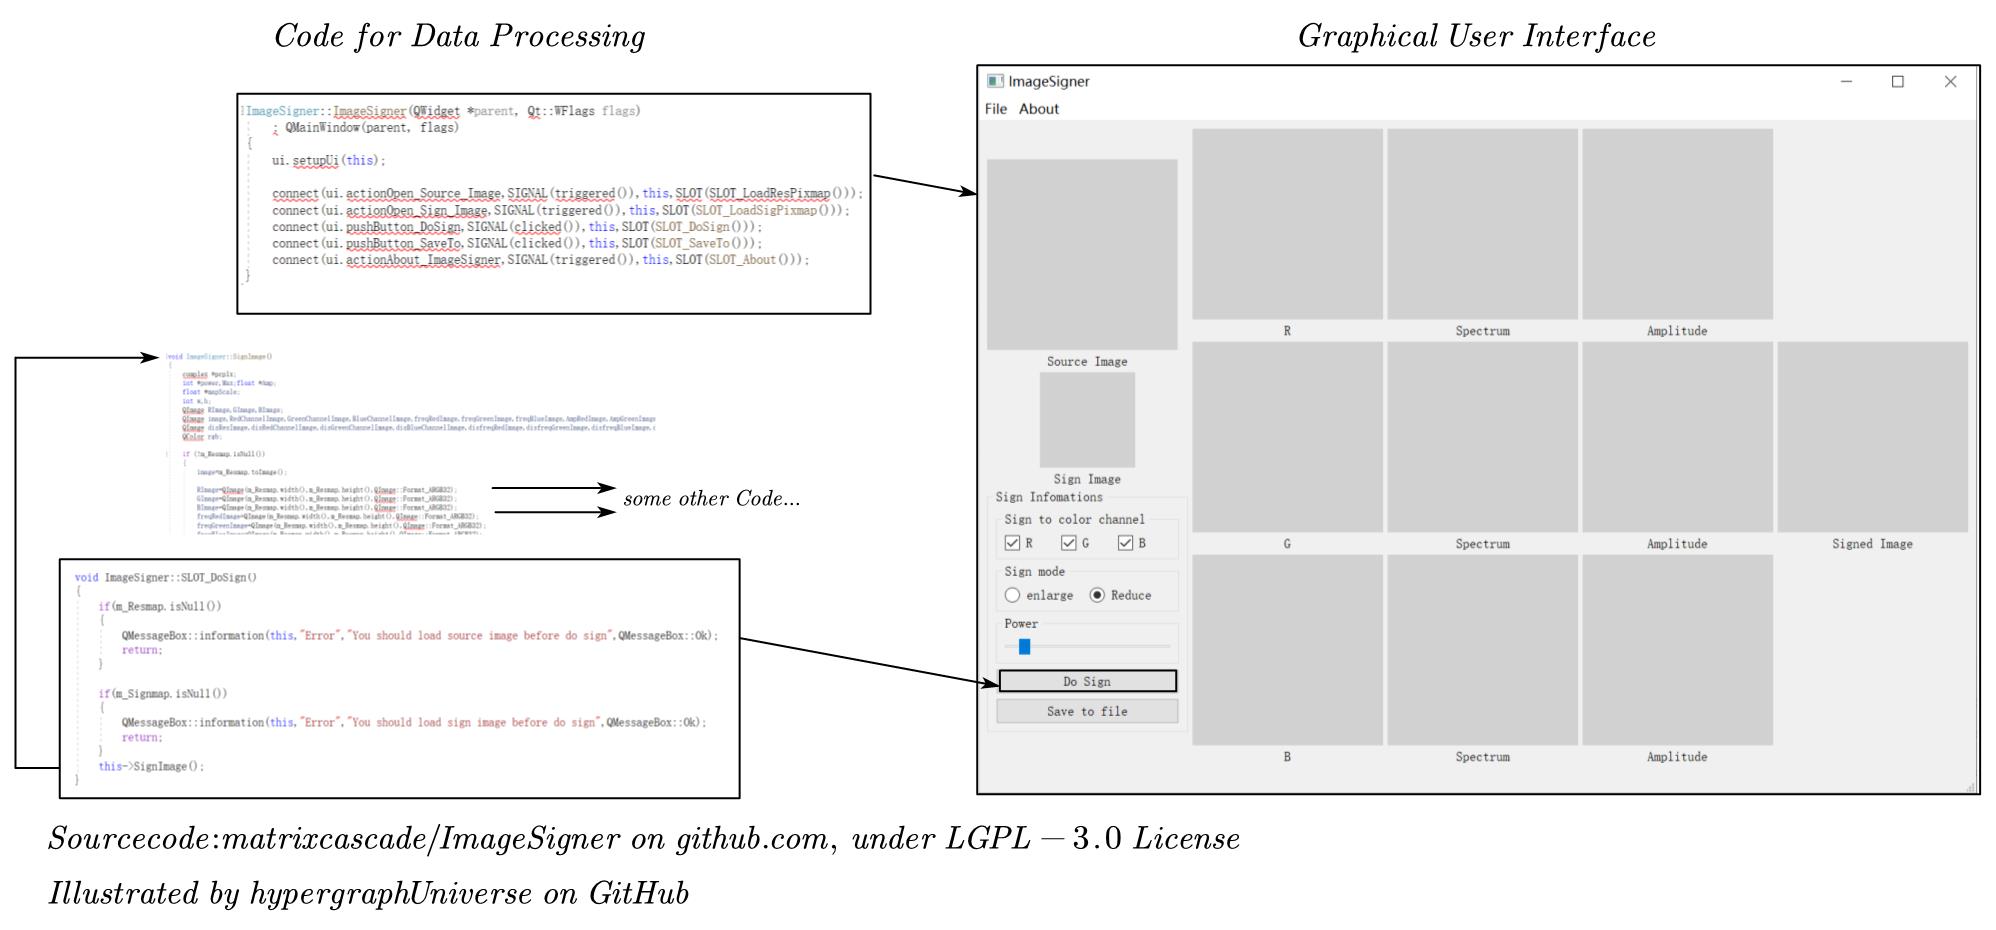 Code for Data Processing
Graphical User Interface
ImageSigner::ImageSigner(QWidget *parent, Qt::WFlags flags)
: QMainWindow(parent, flags)
{
ui.setupUi(this);
connect(ui.actionOpen_Source_Image,SIGNAL(triggered()),this,SLOT(SLOT_LoadResPixmap()));
connect(ui.actionOpen_Sign_Image,SIGNAL(triggered()),this,SLOT(SLOT_LoadSigPixmap()));
connect(ui.pushButton_DoSign,SIGNAL(clicked()),this,SLOT(SLOT_DoSign()));
connect(ui.pushButton_SaveTo,SIGNAL(clicked()),this,SLOT(SLOT_SaveTo()));
connect(ui.actionAbout_ImageSigner,SIGNAL(triggered()),this,SLOT(SLOT_About()));
}
void ImageSigner::SignImage()
{
complex *pcplx;
int *power,Max;float *Amp;
float *mapScale;
int w,h;
QImage RImage,GImage,BImage;
QImage image,RedChannelImage,GreenChannelImage,BlueChannelImage,freqRedImage,freqGreenImage,freqBlueImage,AmpRedImage,AmpGreenImage
QImage disResImage,disRedChannelImage,disGreenChannelImage,disBlueChannelImage,disfreqRedImage,disfreqGreenImage,disfreqBlueImage,
QColor rgb;
if (!m_Resmap.isNull())
{
image=m_Resmap.toImage();
RImage=QImage(m_Resmap.width(),m_Resmap.height(),QImage::Format_ARGB32);
GImage=QImage(m_Resmap.width(),m_Resmap.height(),QImage::Format_ARGB32);
BImage=QImage(m_Resmap.width(),m_Resmap.height(),QImage::Format_ARGB32);
freqRedImage=QImage(m_Resmap.width(),m_Resmap.height(),QImage::Format_ARGB32);
freqGreenImage=QImage(m_Resmap.width(),m_Resmap.height(),QImage::Format_ARGB32);
some other Code...
void ImageSigner::SLOT_DoSign()
{
if(m_Resmap.isNull())
{
QMessageBox::information(this,"Error","You should load source image before do sign",QMessageBox::Ok);
return;
}
if(m_Signmap.isNull())
{
QMessageBox::information(this,"Error","You should load sign image before do sign",QMessageBox::Ok);
return;
}
this->SignImage();
}
ImageSigner
File About
Source Image
Sign Image
Sign Infomations
Sign to color channel
R G B
Sign mode
enlarge Reduce
Power
Do Sign
Save to file
R Spectrum Amplitude
G Spectrum Amplitude Signed Image
B Spectrum Amplitude
Sourcecode:matrixcascade/ImageSigner on github.com, under LGPL − 3.0 License
Illustrated by hypergraphUniverse on GitHub